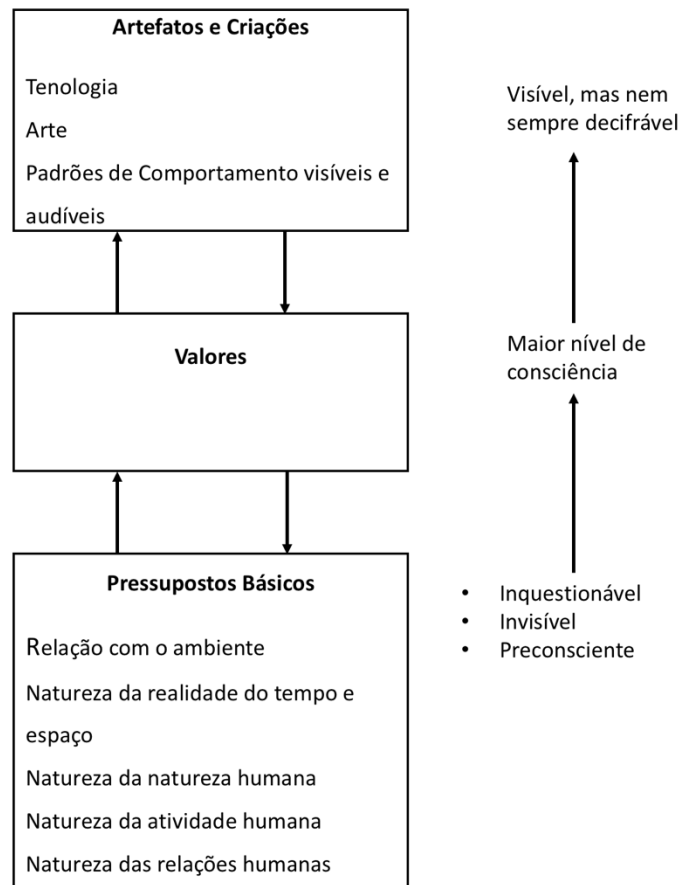 Artefatos e Criações
Tenologia
Arte
Padrões de Comportamento visíveis e
audíveis
Visível, mas nem
sempre decifrável
Valores
Maior nível de
consciência
Pressupostos Básicos
Relação com o ambiente
Natureza da realidade do tempo e
espaço
Natureza da natureza humana
Natureza da atividade humana
Natureza das relações humanas
• Inquestionável
• Invisível
• Preconsciente